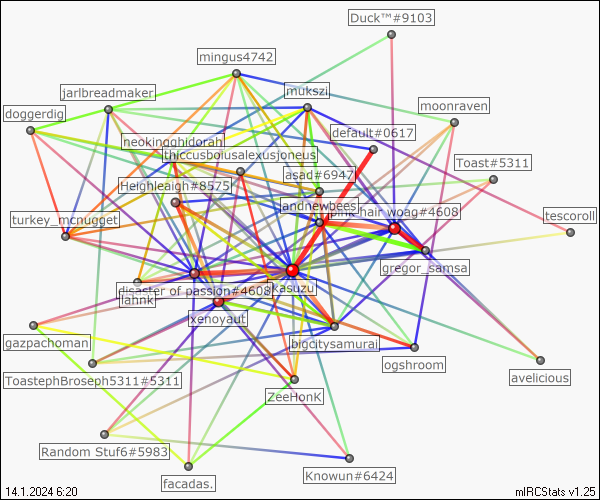 Duck™#9103
mingus4742
jarlbreadmaker
mukszi
doggerdig
moonraven
default#0617
neokingghidorah
thiccusboiusalexusjoneus
Toast#5311
asad#6947
Heighleaigh#8575
jandnewbees
pink hair woag#4608
turkey_mcnugget
tescoroll
gregor_samsa
disaster of passion#4608
kasuzu
lahnk
xenoyaut
gazpachoman
bigcitysamurai
ogshroom
ToastephBroseph5311#5311
avelicious
ZeeHonK
Random Stuf6#5983
facadas.
Knowun#6424
14.1.2024 6:20
mIRCStats v1.25